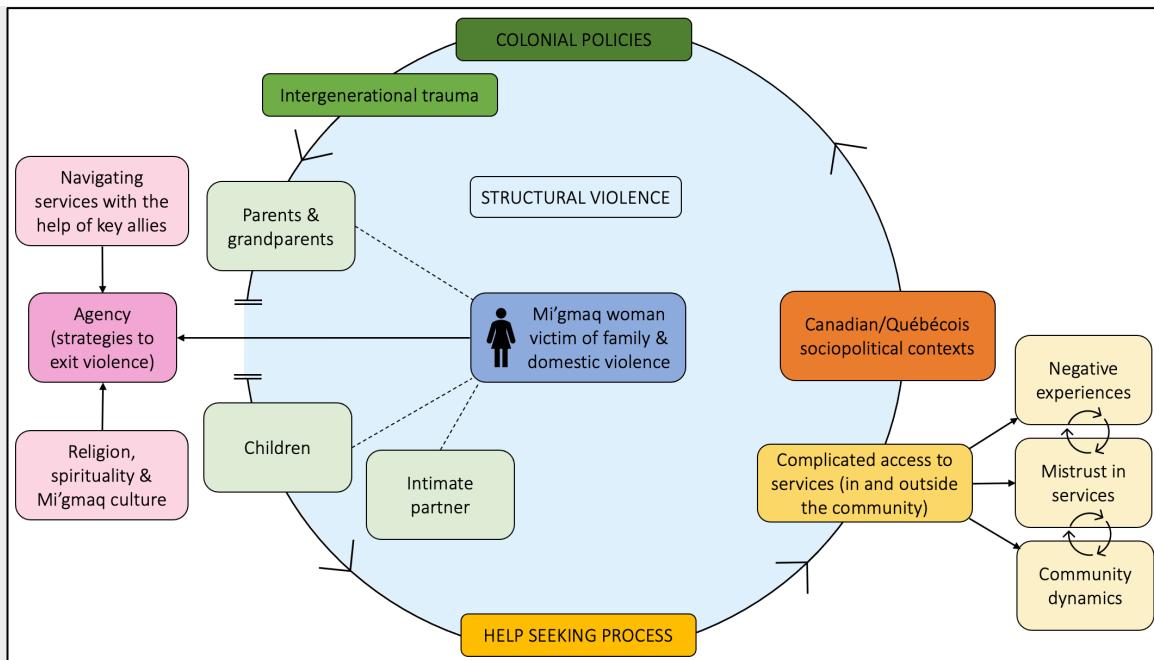 COLONIAL POLICIES
Intergenerational trauma
Navigating
services with the
help of key allies
Parents &
grandparents
STRUCTURAL VIOLENCE
Agency
(strategies to
exit violence)
Mi'gmaq woman
victim of family &
domestic violence
Canadian/Québécois
sociopolitical contexts
Religion,
spirituality &
Mi'gmaq culture
Children
Intimate
partner
Complicated access to
services (in and outside
the community)
Negative
experiences
Mistrust in
services
Community
dynamics
HELP SEEKING PROCESS